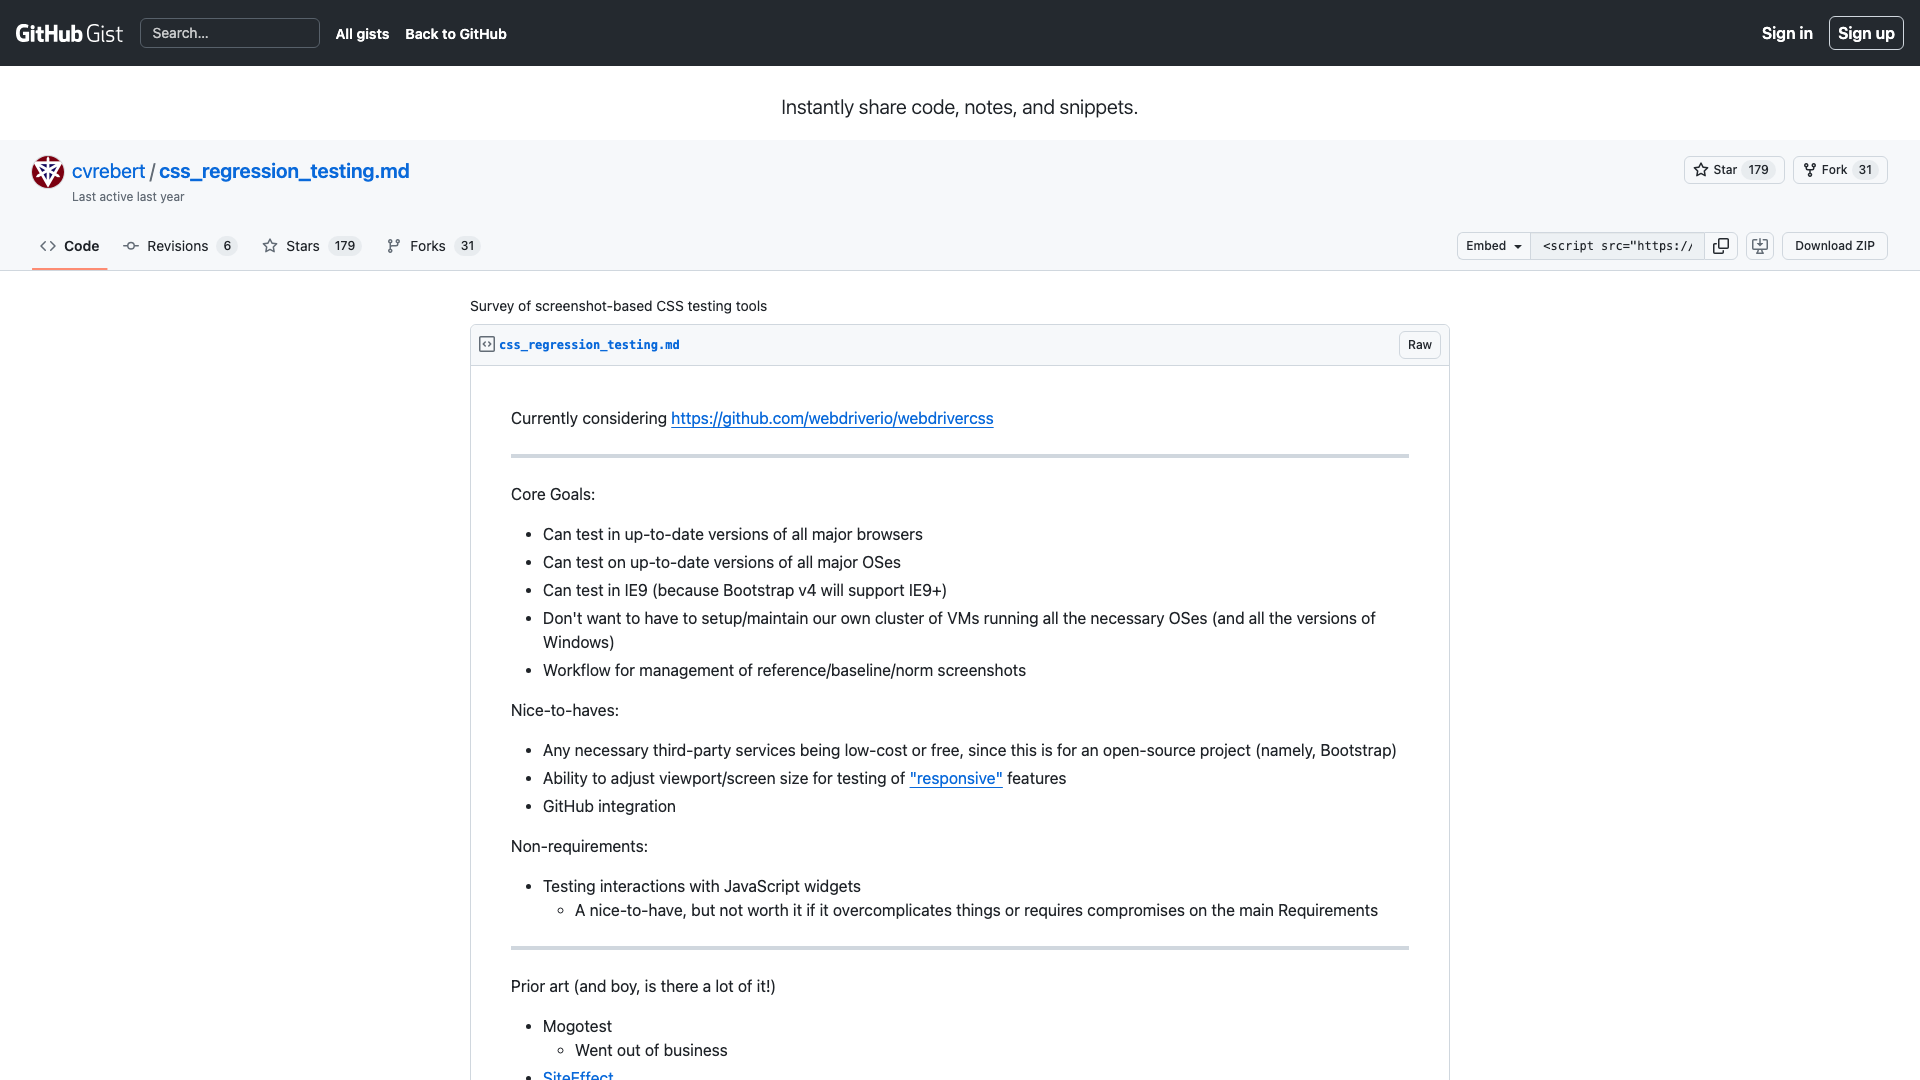 GitHub Gist
Search...
All gists
Back to GitHub
Sign in
Sign up
Instantly share code, notes, and snippets.
cvrebert / css_regression_testing.md
Last active last year
Star 179
Fork 31
Code
Revisions 6
Stars 179
Forks 31
Embed
<script src="https://
Download ZIP
Survey of screenshot-based CSS testing tools
css_regression_testing.md
Raw
Currently considering https://github.com/webdriverio/webdrivercss
Core Goals:
Can test in up-to-date versions of all major browsers
Can test on up-to-date versions of all major OSes
Can test in IE9 (because Bootstrap v4 will support IE9+)
Don't want to have to setup/maintain our own cluster of VMs running all the necessary OSes (and all the versions of
Windows)
Workflow for management of reference/baseline/norm screenshots
Nice-to-haves:
Any necessary third-party services being low-cost or free, since this is for an open-source project (namely, Bootstrap)
Ability to adjust viewport/screen size for testing of "responsive" features
GitHub integration
Non-requirements:
Testing interactions with JavaScript widgets
A nice-to-have, but not worth it if it overcomplicates things or requires compromises on the main Requirements
Prior art (and boy, is there a lot of it!)
Mogotest
Went out of business
SiteEffect